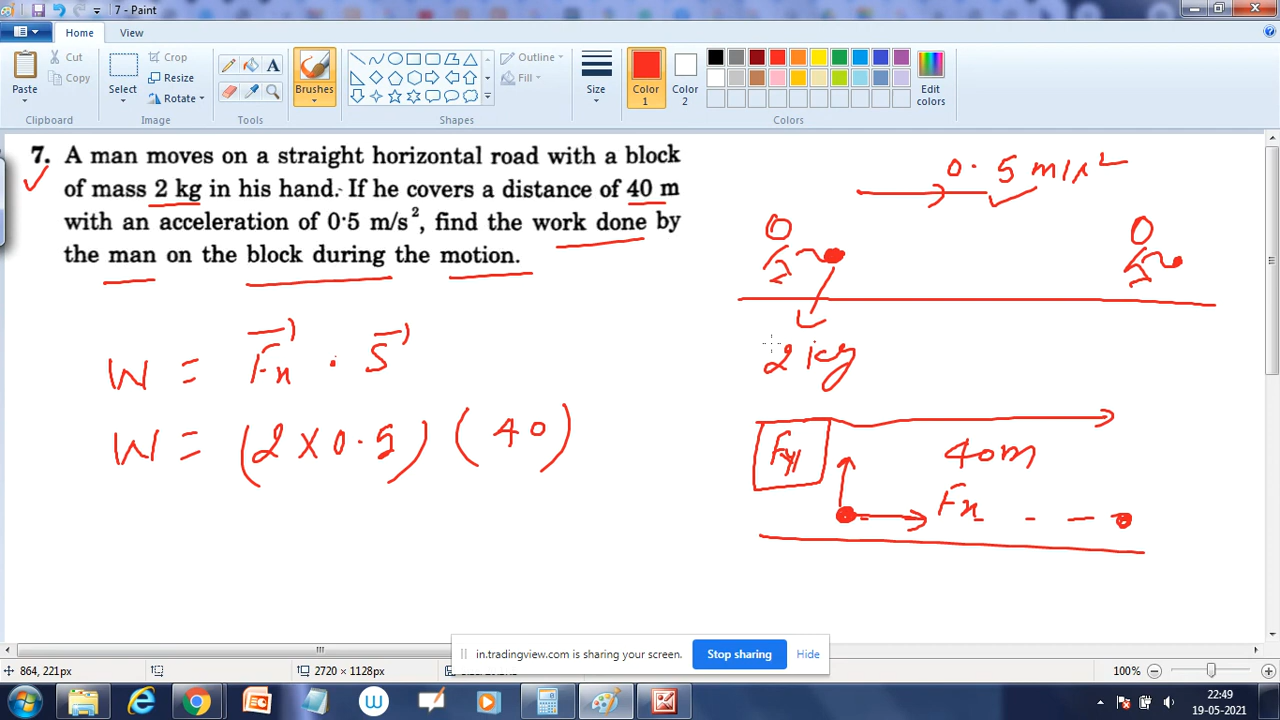 7 - Paint
Home View
Paste
Cut
Copy
Clipboard
Select
Crop
Resize
Rotate
Image
Tools
Brushes
Outline
Fill
Shapes
Size
Color 1
Color 2
Edit colors
Colors
7. A man moves on a straight horizontal road with a block
of mass 2 kg in his hand. If he covers a distance of 40 m
with an acceleration of 0·5 m/s², find the work done by
the man on the block during the motion.
0.5 m/s²
2 kg
W = Fx · S
W = (2 X 0.5) (40)
Fy
40m
Fx
in.tradingview.com is sharing your screen. Stop sharing Hide
864, 221px
2720 × 1128px
100%
22:49
19-05-2021